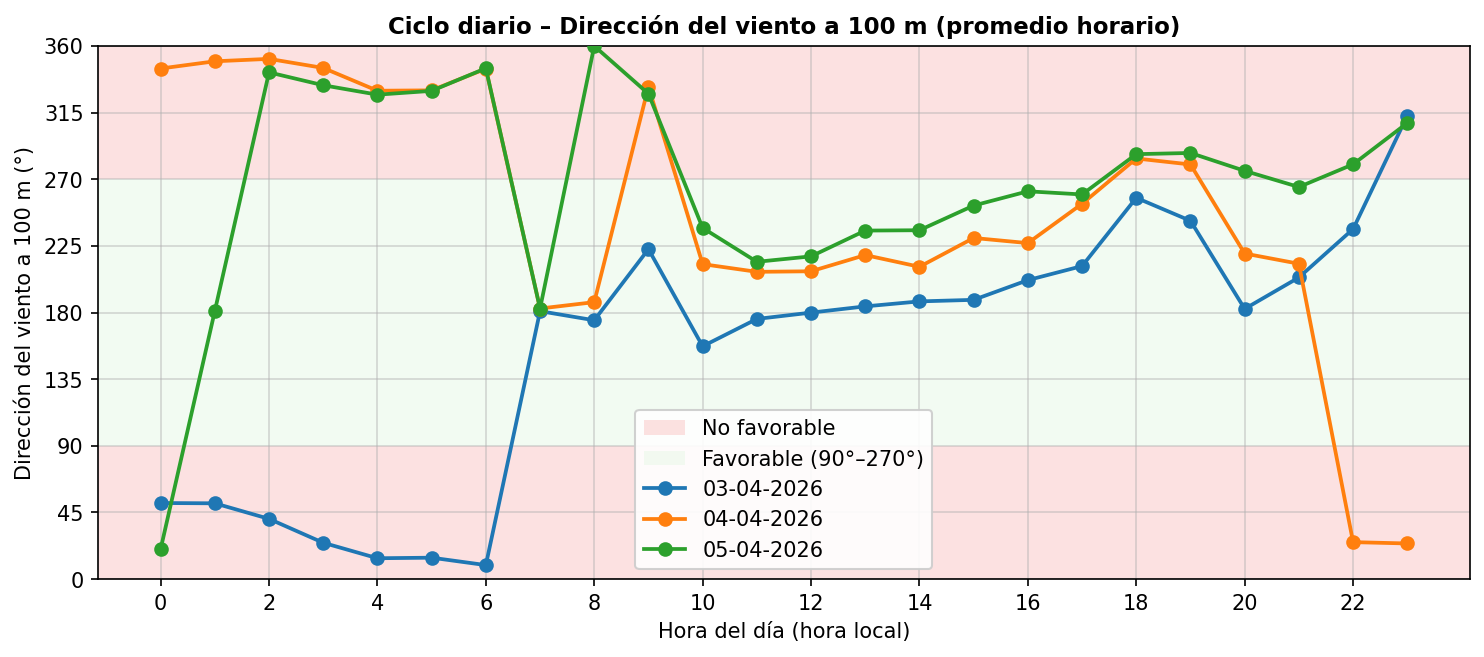 Ciclo diario – Dirección del viento a 100 m (promedio horario)
Dirección del viento a 100 m (°)
360
315
270
225
180
135
90
45
0
No favorable
Favorable (90°–270°)
03-04-2026
04-04-2026
05-04-2026
0 2 4 6 8 10 12 14 16 18 20 22
Hora del día (hora local)